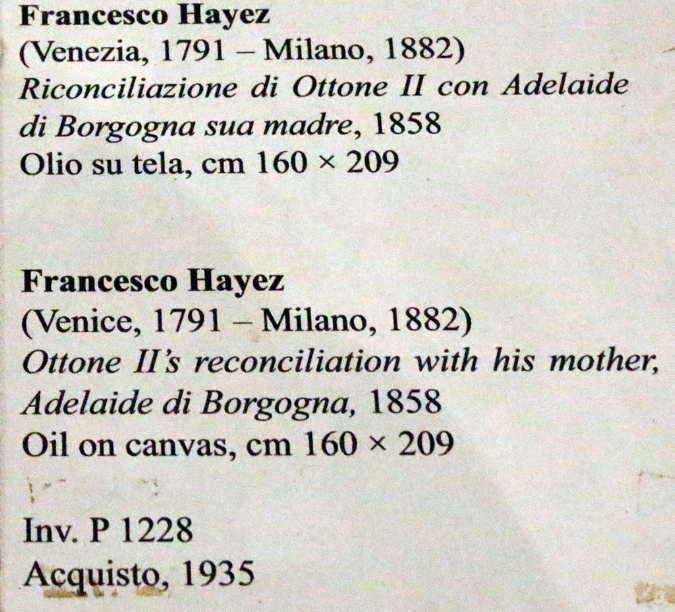 Francesco Hayez
(Venezia, 1791 – Milano, 1882)
Riconciliazione di Ottone II con Adelaide
di Borgogna sua madre, 1858
Olio su tela, cm 160 × 209
Francesco Hayez
(Venice, 1791 – Milano, 1882)
Ottone II's reconciliation with his mother,
Adelaide di Borgogna, 1858
Oil on canvas, cm 160 × 209
Inv. P 1228
Acquisto, 1935